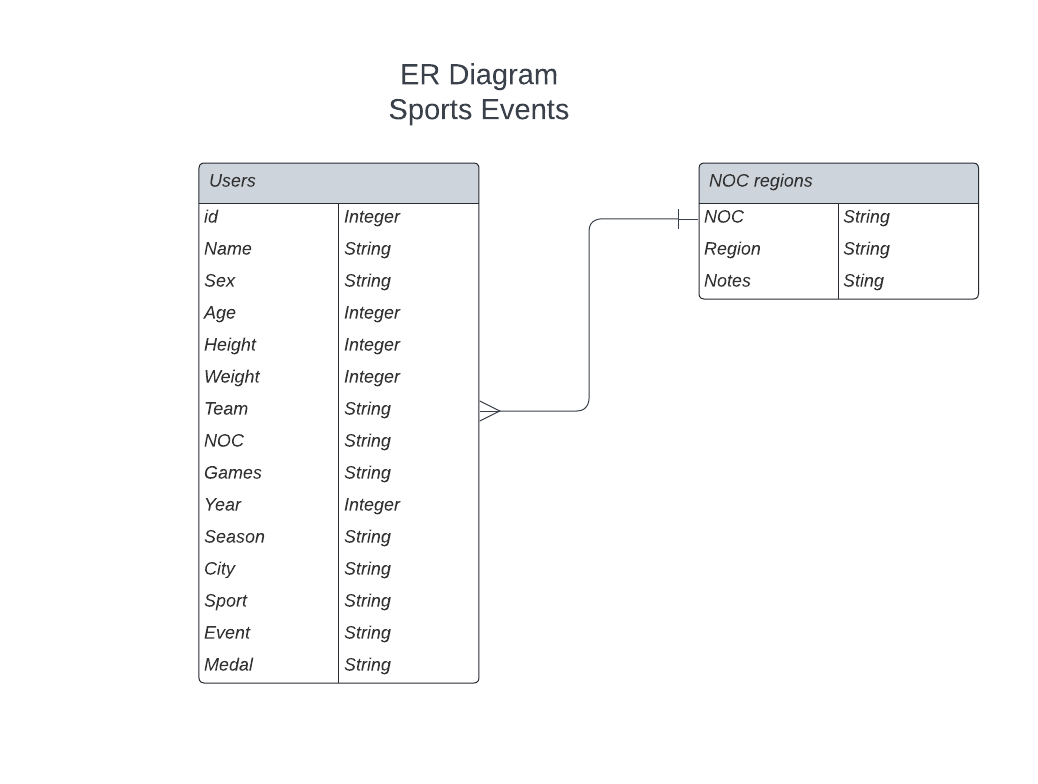 ER Diagram
Sports Events
Users
id Integer
Name String
Sex String
Age Integer
Height Integer
Weight Integer
Team String
NOC String
Games String
Year Integer
Season String
City String
Sport String
Event String
Medal String
NOC regions
NOC String
Region String
Notes Sting